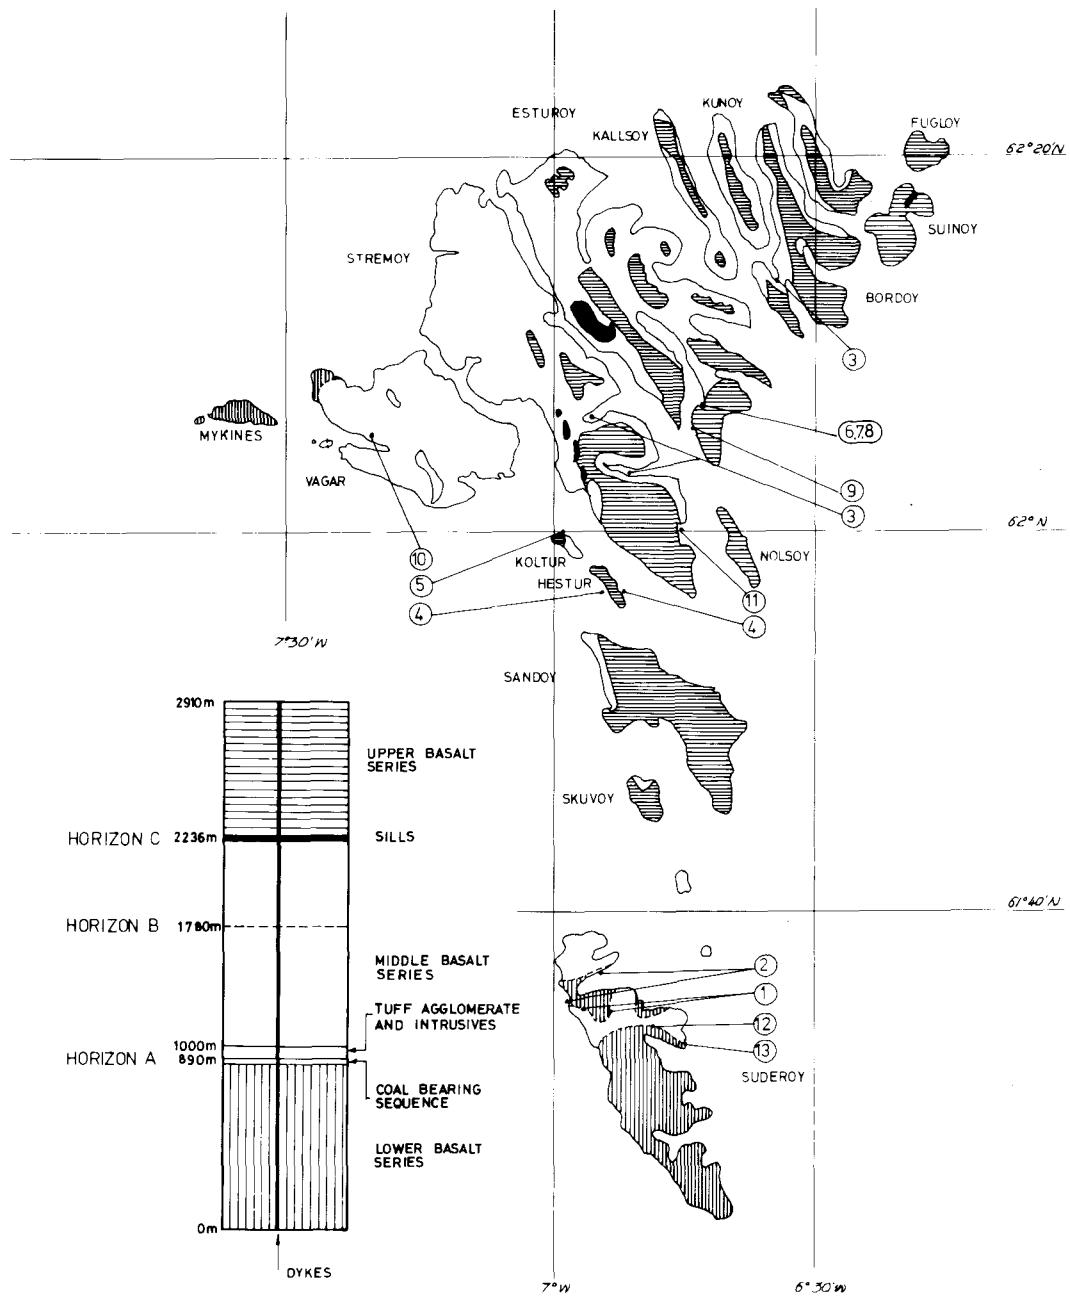 ESTUROY
KUNOY
KALLSOY
FUGLOY
62°20'N
SUINOY
STREMOY
BORDOY
3
MYKINES
6,7,8
VAGAR
9
3
62°N
10
KOLTUR
NOLSOY
5
HESTUR
11
4
4
7°30'W
SANDOY
2910m
UPPER BASALT
SERIES
SKUVOY
HORIZON C 2236m SILLS
61°40'N
HORIZON B 1780m
MIDDLE BASALT
SERIES
2
1
TUFF AGGLOMERATE
AND INTRUSIVES
12
1000m
HORIZON A 890m
13
SUDEROY
COAL BEARING
SEQUENCE
LOWER BASALT
SERIES
0m
DYKES
7°W
6°30'W